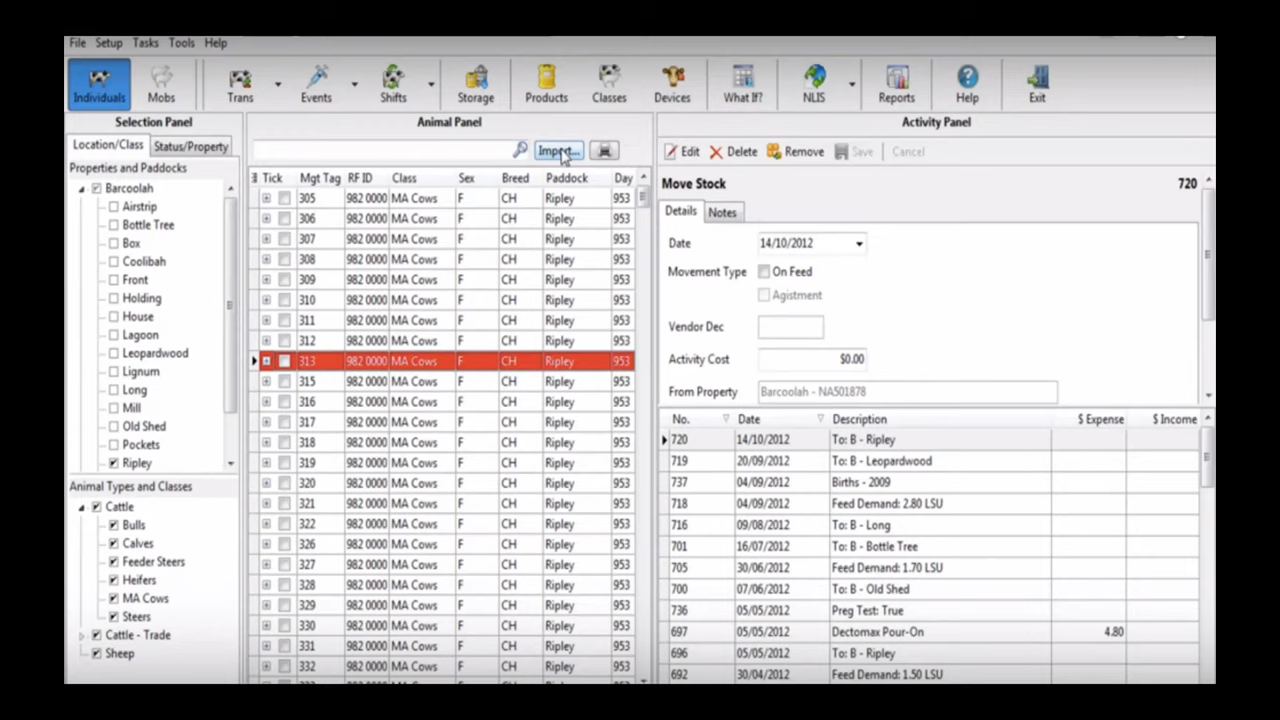 File Setup Tasks Tools Help
Individuals Mobs Trans Events Shifts Storage Products Classes Devices What If? NLIS Reports Help Exit
Selection Panel
Location/Class Status/Property
Properties and Paddocks
Barcoolah
Airstrip
Bottle Tree
Box
Coolibah
Front
Holding
House
Lagoon
Leopardwood
Lignum
Long
Mill
Old Shed
Pockets
Ripley
Animal Types and Classes
Cattle
Bulls
Calves
Feeder Steers
Heifers
MA Cows
Steers
Cattle - Trade
Sheep
Animal Panel
Import...
Tick Mgt Tag RF ID Class Sex Breed Paddock Day
305 982 0000 MA Cows F CH Ripley 953
306 982 0000 MA Cows F CH Ripley 953
307 982 0000 MA Cows F CH Ripley 953
308 982 0000 MA Cows F CH Ripley 953
309 982 0000 MA Cows F CH Ripley 953
310 982 0000 MA Cows F CH Ripley 953
311 982 0000 MA Cows F CH Ripley 953
312 982 0000 MA Cows F CH Ripley 953
313 982 0000 MA Cows F CH Ripley 953
315 982 0000 MA Cows F CH Ripley 953
316 982 0000 MA Cows F CH Ripley 953
317 982 0000 MA Cows F CH Ripley 953
318 982 0000 MA Cows F CH Ripley 953
319 982 0000 MA Cows F CH Ripley 953
320 982 0000 MA Cows F CH Ripley 953
321 982 0000 MA Cows F CH Ripley 953
322 982 0000 MA Cows F CH Ripley 953
326 982 0000 MA Cows F CH Ripley 953
327 982 0000 MA Cows F CH Ripley 953
328 982 0000 MA Cows F CH Ripley 953
329 982 0000 MA Cows F CH Ripley 953
330 982 0000 MA Cows F CH Ripley 953
331 982 0000 MA Cows F CH Ripley 953
332 982 0000 MA Cows F CH Ripley 953
Activity Panel
Edit Delete Remove Save Cancel
Move Stock 720
Details Notes
Date 14/10/2012
Movement Type On Feed
Agistment
Vendor Dec
Activity Cost $0.00
From Property Barcoolah - NA501878
No. Date Description $ Expense $ Income
720 14/10/2012 To: B - Ripley
719 20/09/2012 To: B - Leopardwood
737 04/09/2012 Births - 2009
718 04/09/2012 Feed Demand: 2.80 LSU
716 09/08/2012 To: B - Long
701 16/07/2012 To: B - Bottle Tree
705 30/06/2012 Feed Demand: 1.70 LSU
700 07/06/2012 To: B - Old Shed
736 05/05/2012 Preg Test: True
697 05/05/2012 Dectomax Pour-On 4.80
696 05/05/2012 To: B - Ripley
692 30/04/2012 Feed Demand: 1.50 LSU